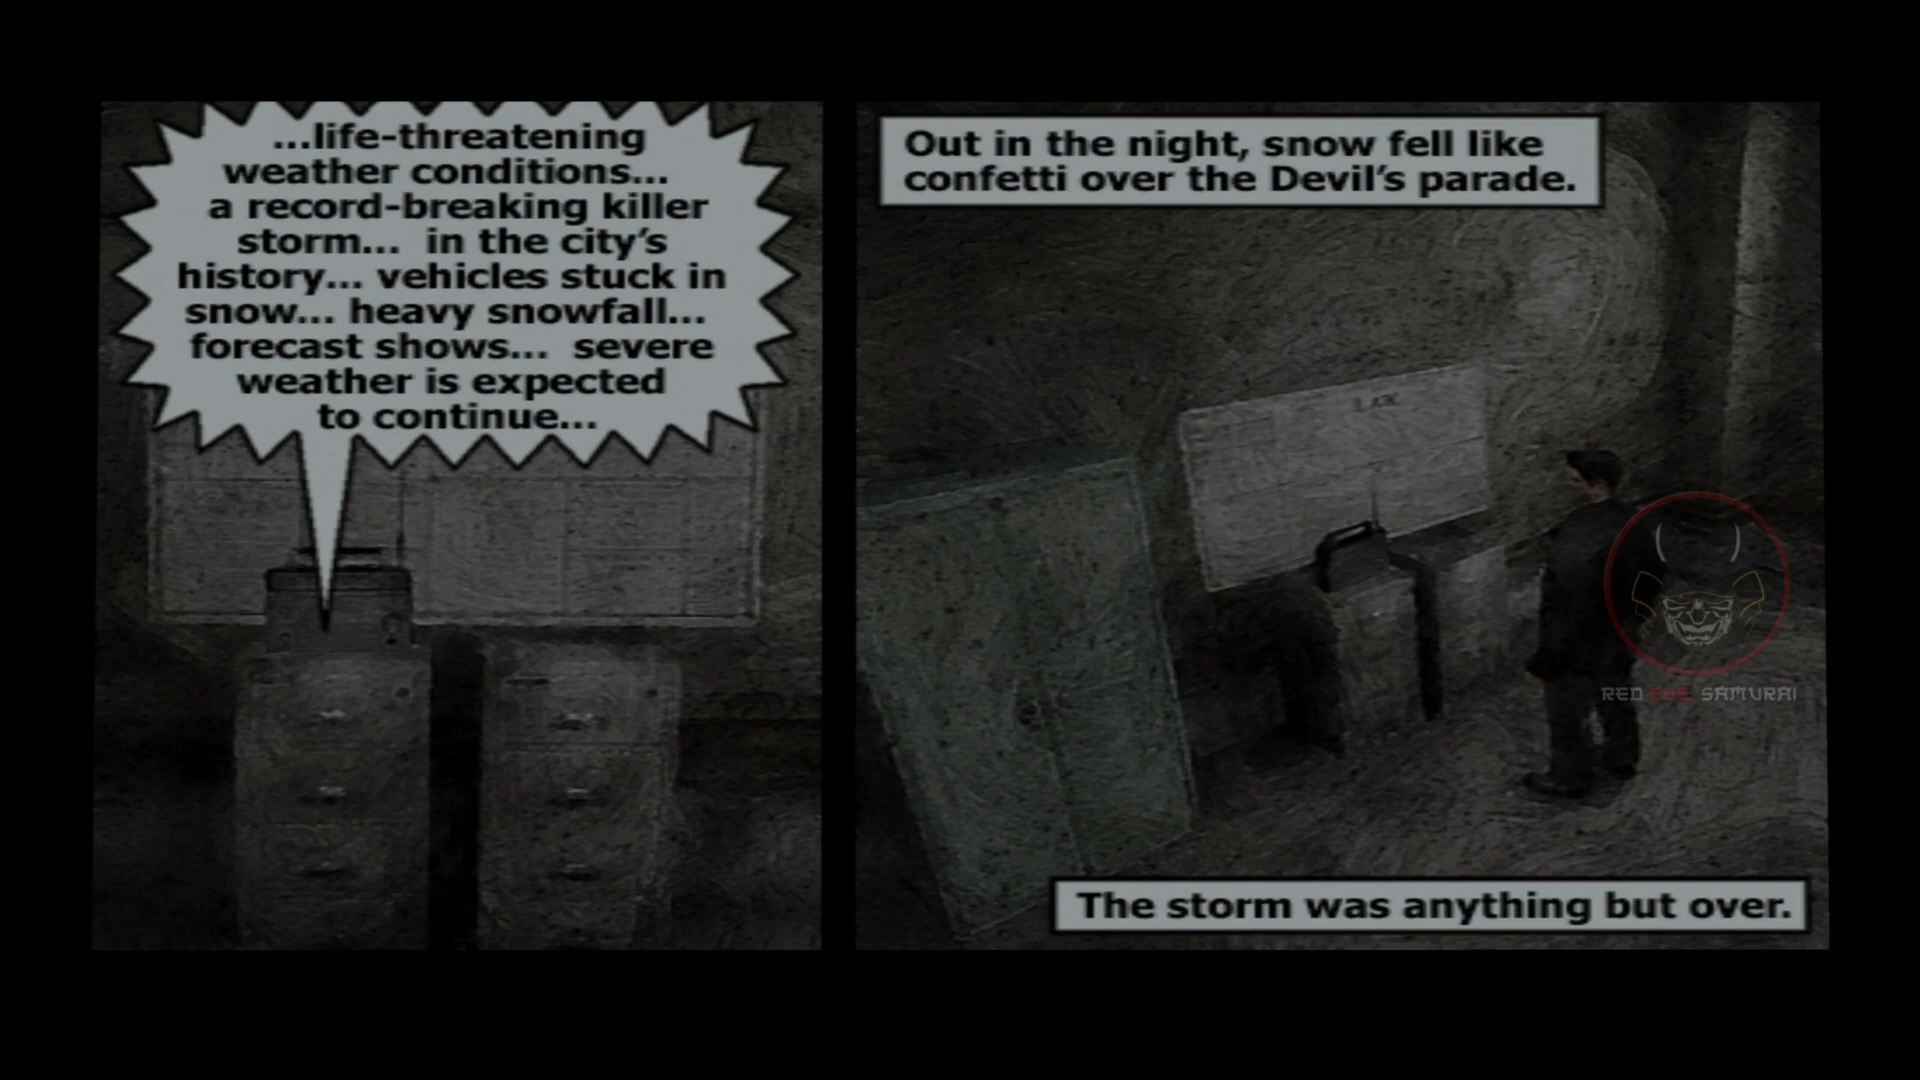 ...life-threatening
weather conditions...
a record-breaking killer
storm... in the city's
history... vehicles stuck in
snow... heavy snowfall...
forecast shows... severe
weather is expected
to continue...
Out in the night, snow fell like
confetti over the Devil's parade.
RED EYE SAMURAI
The storm was anything but over.